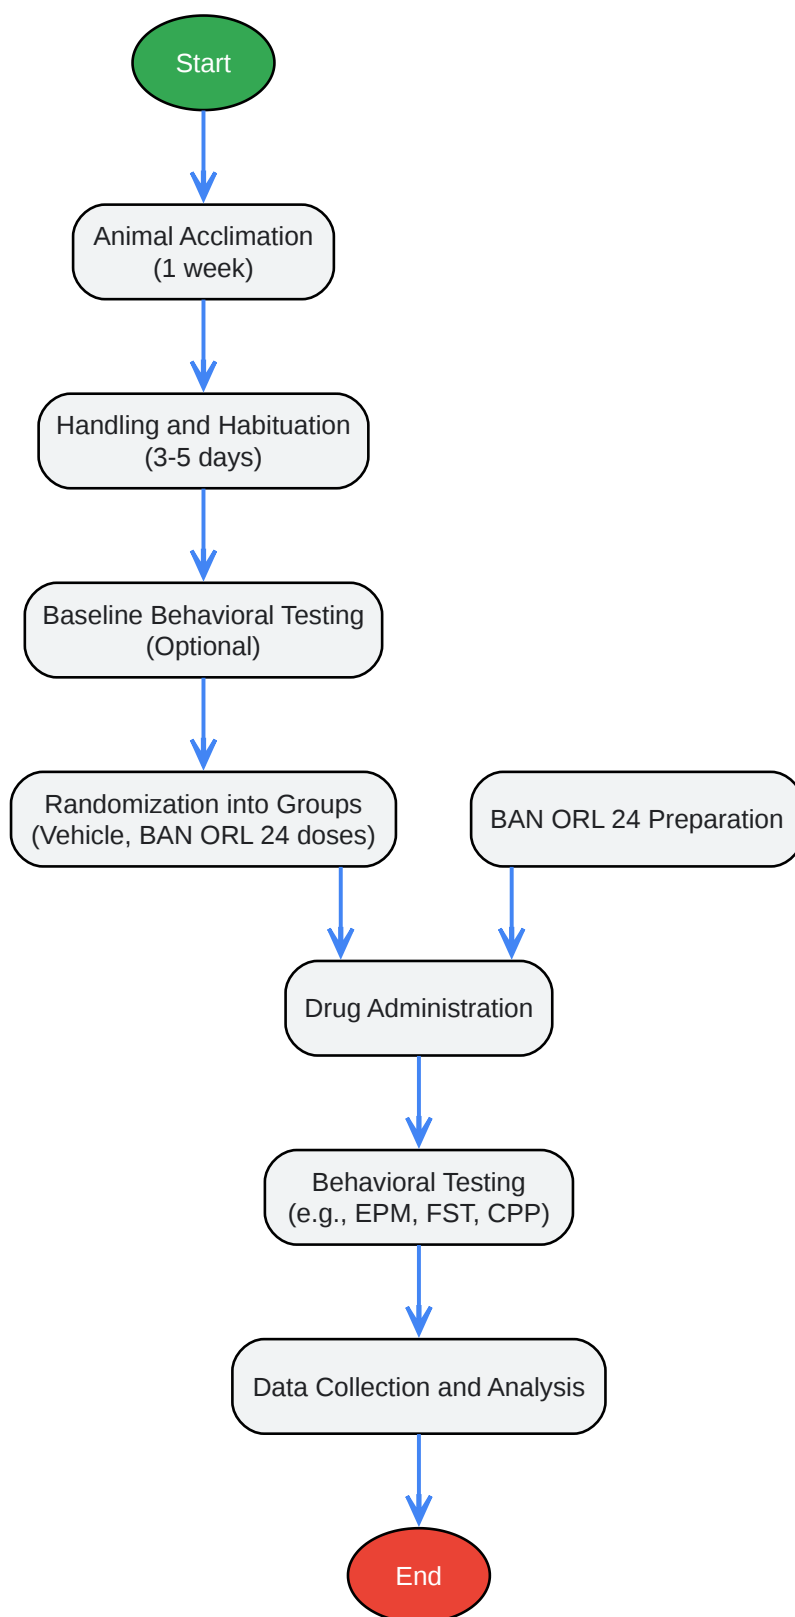 Start
Animal Acclimation
(1 week)
Handling and Habituation
(3-5 days)
Baseline Behavioral Testing
(Optional)
Randomization into Groups
(Vehicle, BAN ORL 24 doses)
BAN ORL 24 Preparation
Drug Administration
Behavioral Testing
(e.g., EPM, FST, CPP)
Data Collection and Analysis
End